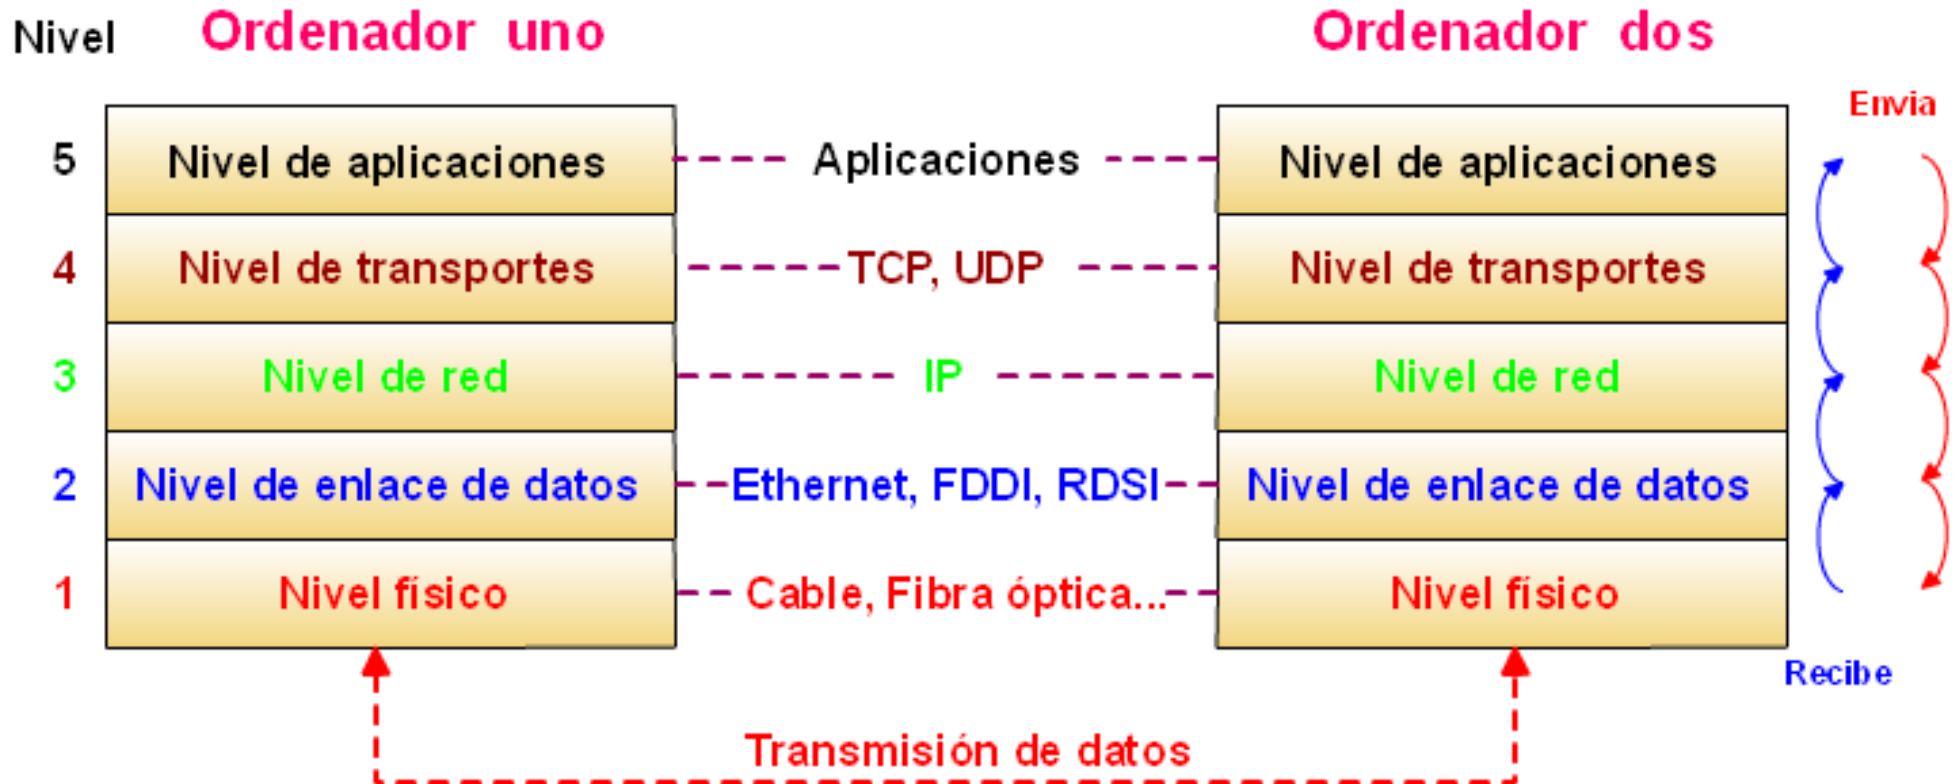 Nivel Ordenador uno Ordenador dos
Envia
5 Nivel de aplicaciones Aplicaciones Nivel de aplicaciones
4 Nivel de transportes TCP, UDP Nivel de transportes
3 Nivel de red IP Nivel de red
2 Nivel de enlace de datos Ethernet, FDDI, RDSI Nivel de enlace de datos
1 Nivel físico Cable, Fibra óptica... Nivel físico
Recibe
Transmisión de datos